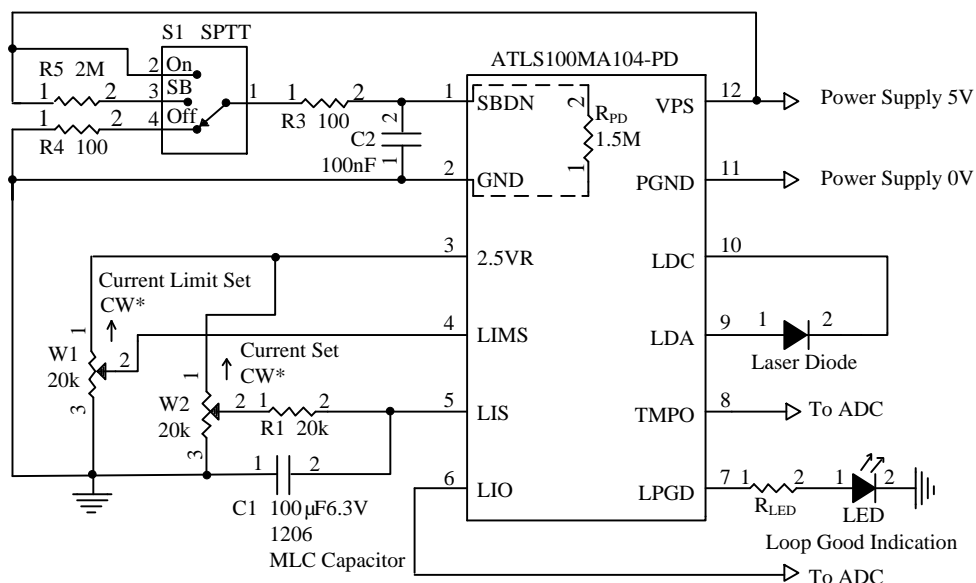 S1 SPTT
ATLS100MA104-PD
R5 2M
2 On
1 2 3 SB
1 2 4 Off
R4 100
1
1 2
R3 100
2
C2
1
100nF
1 SBDN
2
R_PD
1.5M
1
VPS 12
Power Supply 5V
2 GND
PGND 11
Power Supply 0V
3 2.5VR
LDC 10
Current Limit Set
CW*
1
W1 2
20k
3
4 LIMS
LDA 9
1 2
Laser Diode
Current Set
CW*
1
W2 2
20k
3
1 2
R1 20k
5 LIS
TMPO 8
To ADC
1 2
C1 100µF6.3V
1206
MLC Capacitor
6 LIO
LPGD 7
1 2
R_LED
1 2
LED
Loop Good Indication
To ADC